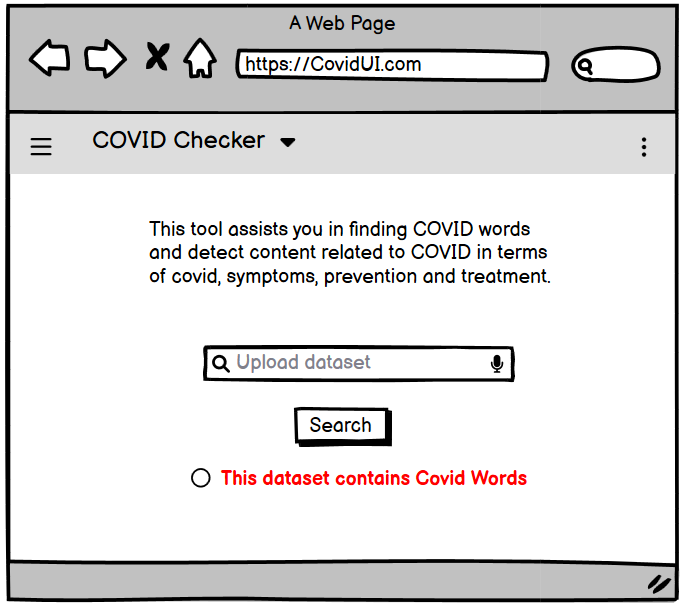 A Web Page
https://CovidUI.com
COVID Checker
This tool assists you in finding COVID words
and detect content related to COVID in terms
of covid, symptoms, prevention and treatment.
Upload dataset
Search
This dataset contains Covid Words